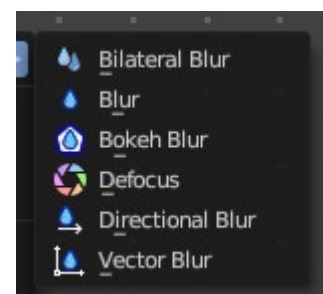 Bilateral Blur
Blur
Bokeh Blur
Defocus
Directional Blur
Vector Blur